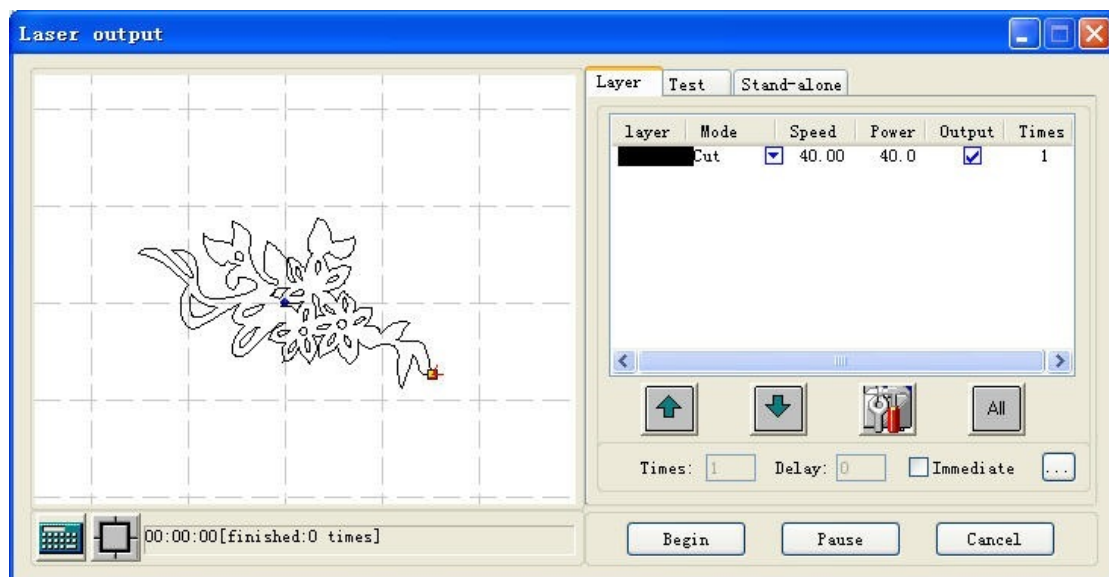 Laser output
Layer Test Stand-alone
layer Mode Speed Power Output Times
Cut 40.00 40.0 1
All
Times: 1 Delay: 0 Immediate ...
00:00:00[finished:0 times]
Begin Pause Cancel